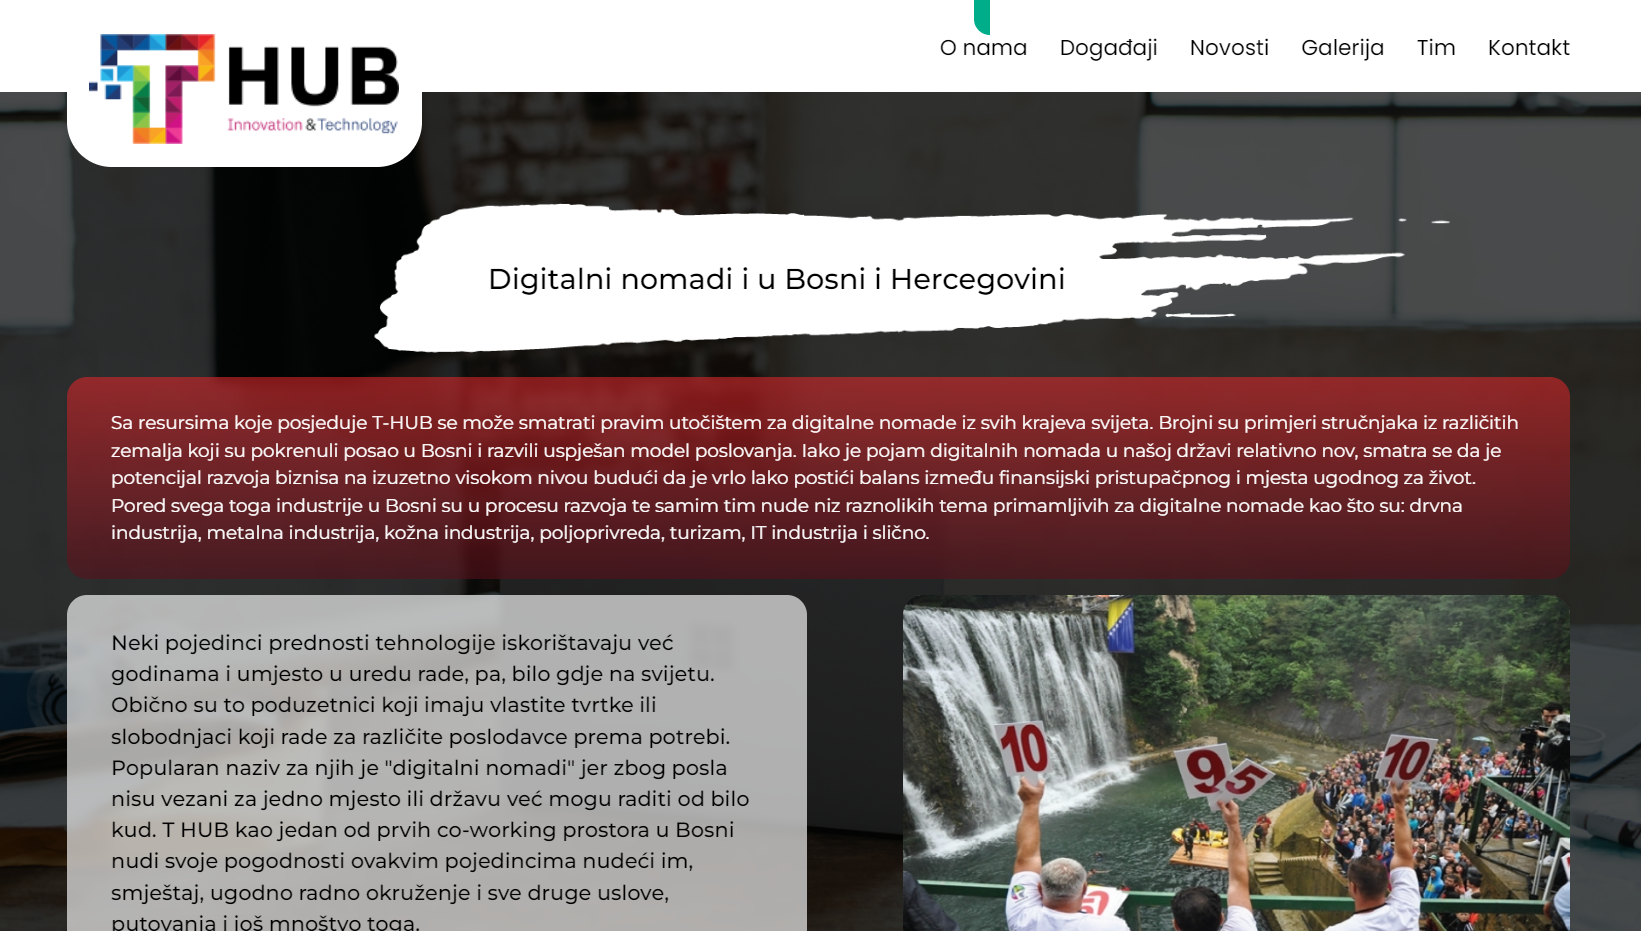 T HUB
Innovation & Technology
O nama
Događaji
Novosti
Galerija
Tim
Kontakt
Digitalni nomadi i u Bosni i Hercegovini
Sa resursima koje posjeduje T-HUB se može smatrati pravim utočištem za digitalne nomade iz svih krajeva svijeta. Brojni su primjeri stručnjaka iz različitih
zemalja koji su pokrenuli posao u Bosni i razvili uspješan model poslovanja. Iako je pojam digitalnih nomada u našoj državi relativno nov, smatra se da je
potencijal razvoja biznisa na izuzetno visokom nivou budući da je vrlo lako postići balans između finansijski pristupačpnog i mjesta ugodnog za život.
Pored svega toga industrije u Bosni su u procesu razvoja te samim tim nude niz raznolikih tema primamljivih za digitalne nomade kao što su: drvna
industrija, metalna industrija, kožna industrija, poljoprivreda, turizam, IT industrija i slično.
Neki pojedinci prednosti tehnologije iskorištavaju već
godinama i umjesto u uredu rade, pa, bilo gdje na svijetu.
Obično su to poduzetnici koji imaju vlastite tvrtke ili
slobodnjaci koji rade za različite poslodavce prema potrebi.
Popularan naziv za njih je "digitalni nomadi" jer zbog posla
nisu vezani za jedno mjesto ili državu već mogu raditi od bilo
kud. T HUB kao jedan od prvih co-working prostora u Bosni
nudi svoje pogodnosti ovakvim pojedincima nudeći im,
smještaj, ugodno radno okruženje i sve druge uslove,
putovanja i još mnoštvo toga.
10
9
5
10